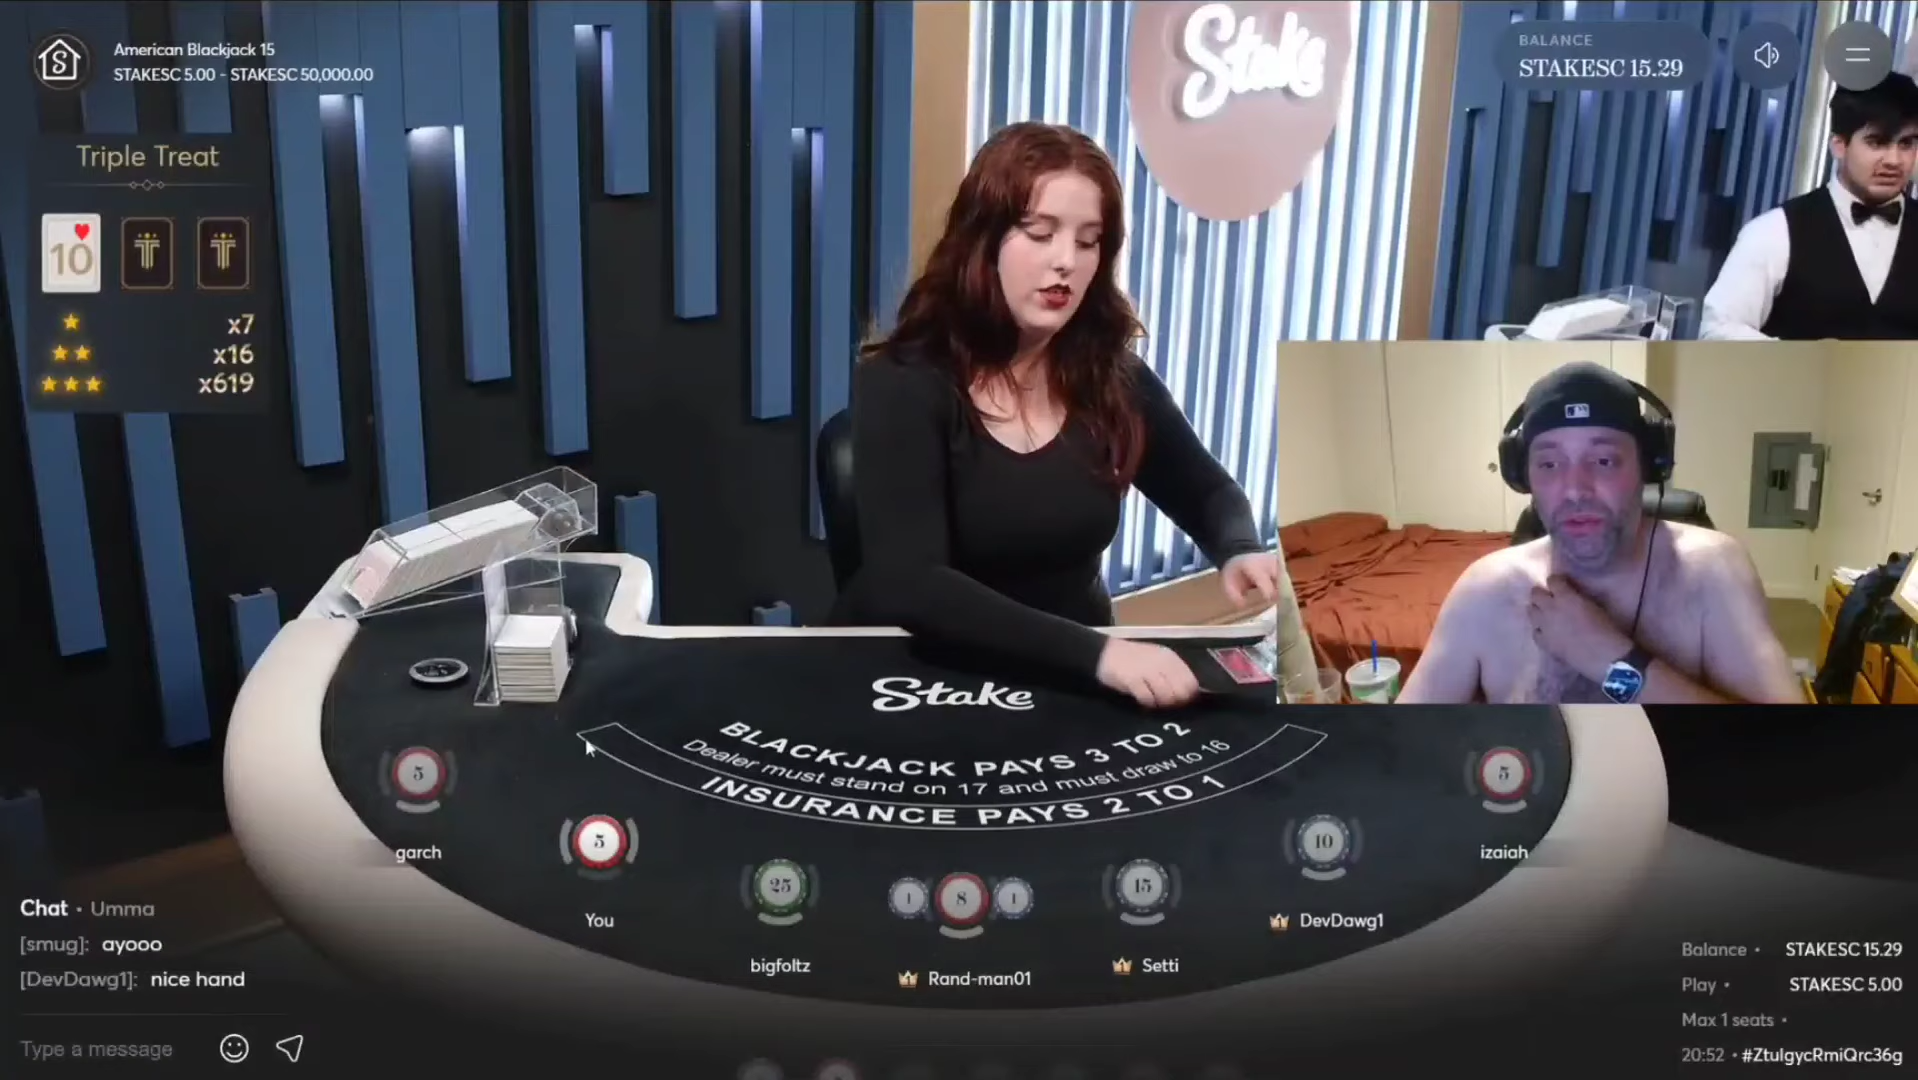 American Blackjack 15
STAKESC 5.00 - STAKESC 50,000.00
Stake
BALANCE
STAKESC 15.29
Triple Treat
10
x7
x16
x619
Stake
BLACKJACK PAYS 3 TO 2
Dealer must stand on 17 and must draw to 16
INSURANCE PAYS 2 TO 1
5
garch
5
You
25
bigfoltz
1 8 1
Rand-man01
15
Setti
10
DevDawg1
5
izaiah
Chat • Umma
[smug]: ayooo
[DevDawg1]: nice hand
Type a message
Balance • STAKESC 15.29
Play • STAKESC 5.00
Max 1 seats •
20:52 • #ZtulgycRmiQrc36g